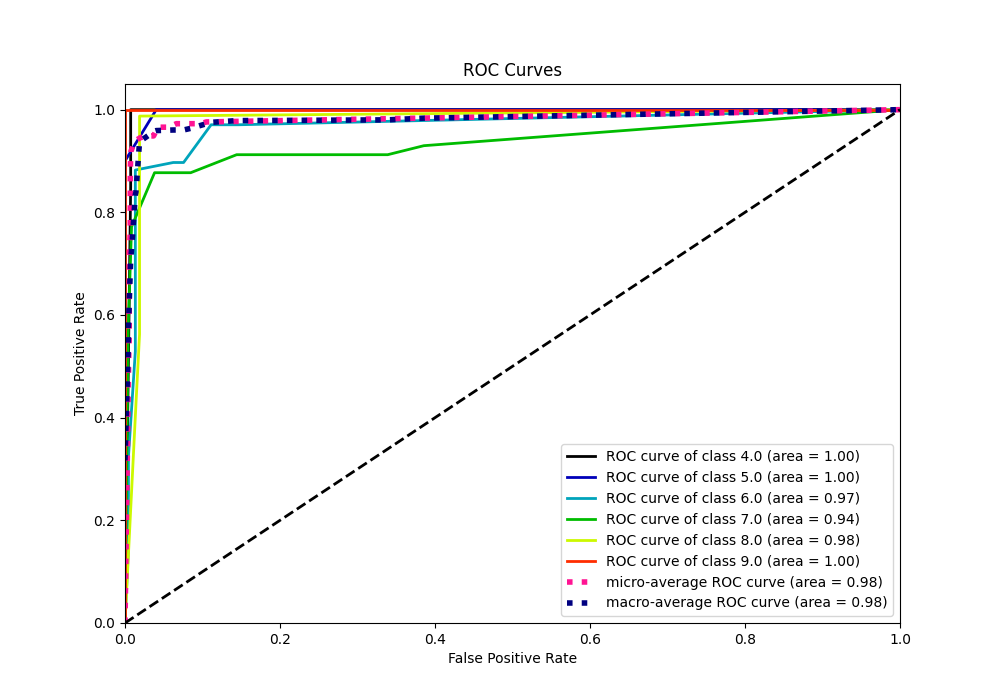 ROC Curves
1.0
0.8
0.6
0.4
0.2
0.0
True Positive Rate
ROC curve of class 4.0 (area = 1.00)
ROC curve of class 5.0 (area = 1.00)
ROC curve of class 6.0 (area = 0.97)
ROC curve of class 7.0 (area = 0.94)
ROC curve of class 8.0 (area = 0.98)
ROC curve of class 9.0 (area = 1.00)
micro-average ROC curve (area = 0.98)
macro-average ROC curve (area = 0.98)
0.0 0.2 0.4 0.6 0.8 1.0
False Positive Rate